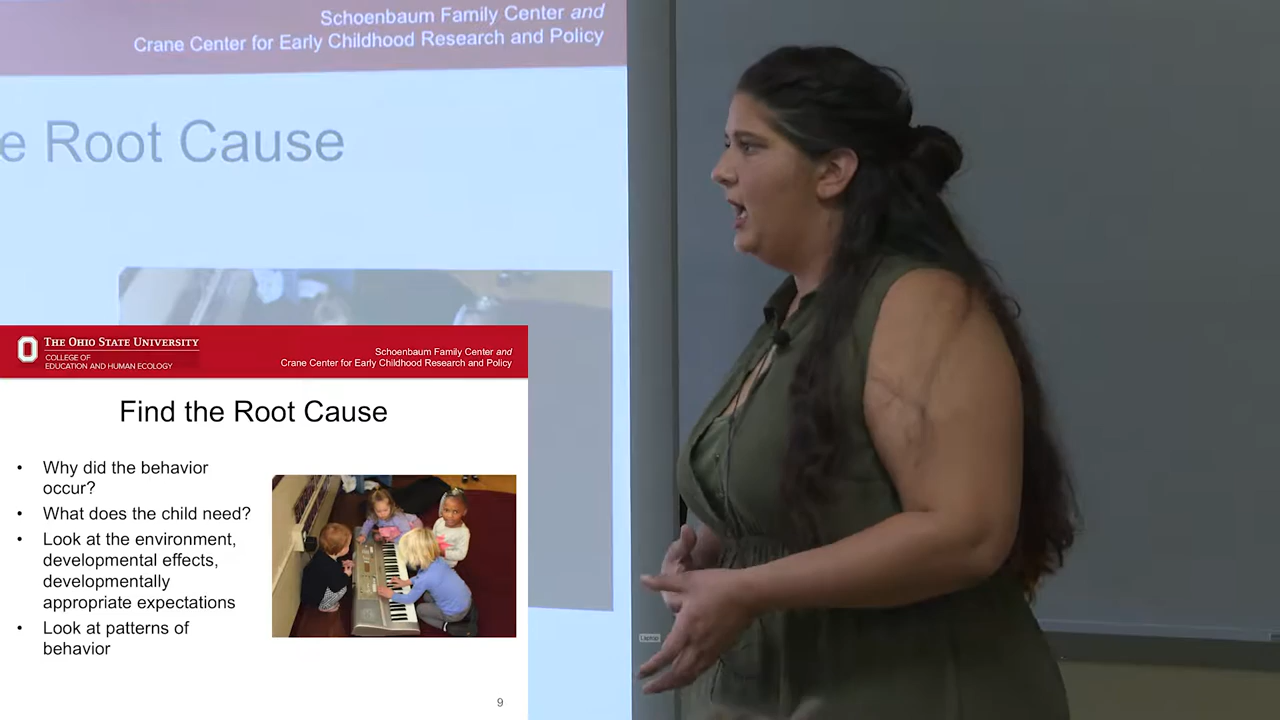 Schoenbaum Family Center and
Crane Center for Early Childhood Research and Policy
e Root Cause
THE OHIO STATE UNIVERSITY
COLLEGE OF
EDUCATION AND HUMAN ECOLOGY
Schoenbaum Family Center and
Crane Center for Early Childhood Research and Policy
Find the Root Cause
• Why did the behavior
occur?
• What does the child need?
• Look at the environment,
developmental effects,
developmentally
appropriate expectations
• Look at patterns of
behavior
9
Laptop